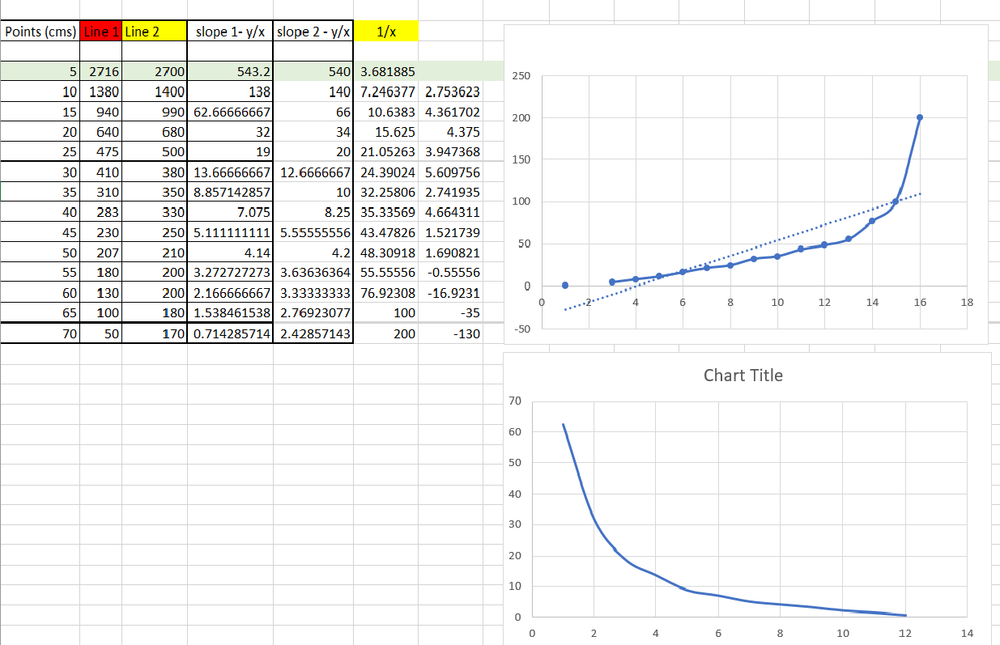 Points (cms) Line 1 Line 2 slope 1- y/x slope 2 - y/x 1/x
5 2716 2700 543.2 540 3.681885
10 1380 1400 138 140 7.246377 2.753623
15 940 990 62.66666667 66 10.6383 4.361702
20 640 680 32 34 15.625 4.375
25 475 500 19 20 21.05263 3.947368
30 410 380 13.66666667 12.6666667 24.39024 5.609756
35 310 350 8.857142857 10 32.25806 2.741935
40 283 330 7.075 8.25 35.33569 4.664311
45 230 250 5.111111111 5.55555556 43.47826 1.521739
50 207 210 4.14 4.2 48.30918 1.690821
55 180 200 3.272727273 3.63636364 55.55556 -0.55556
60 130 200 2.166666667 3.33333333 76.92308 -16.9231
65 100 180 1.538461538 2.76923077 100 -35
70 50 170 0.714285714 2.42857143 200 -130
250
200
150
100
50
0
0 2 4 6 8 10 12 14 16 18
-50
Chart Title
70
60
50
40
30
20
10
0
0 2 4 6 8 10 12 14